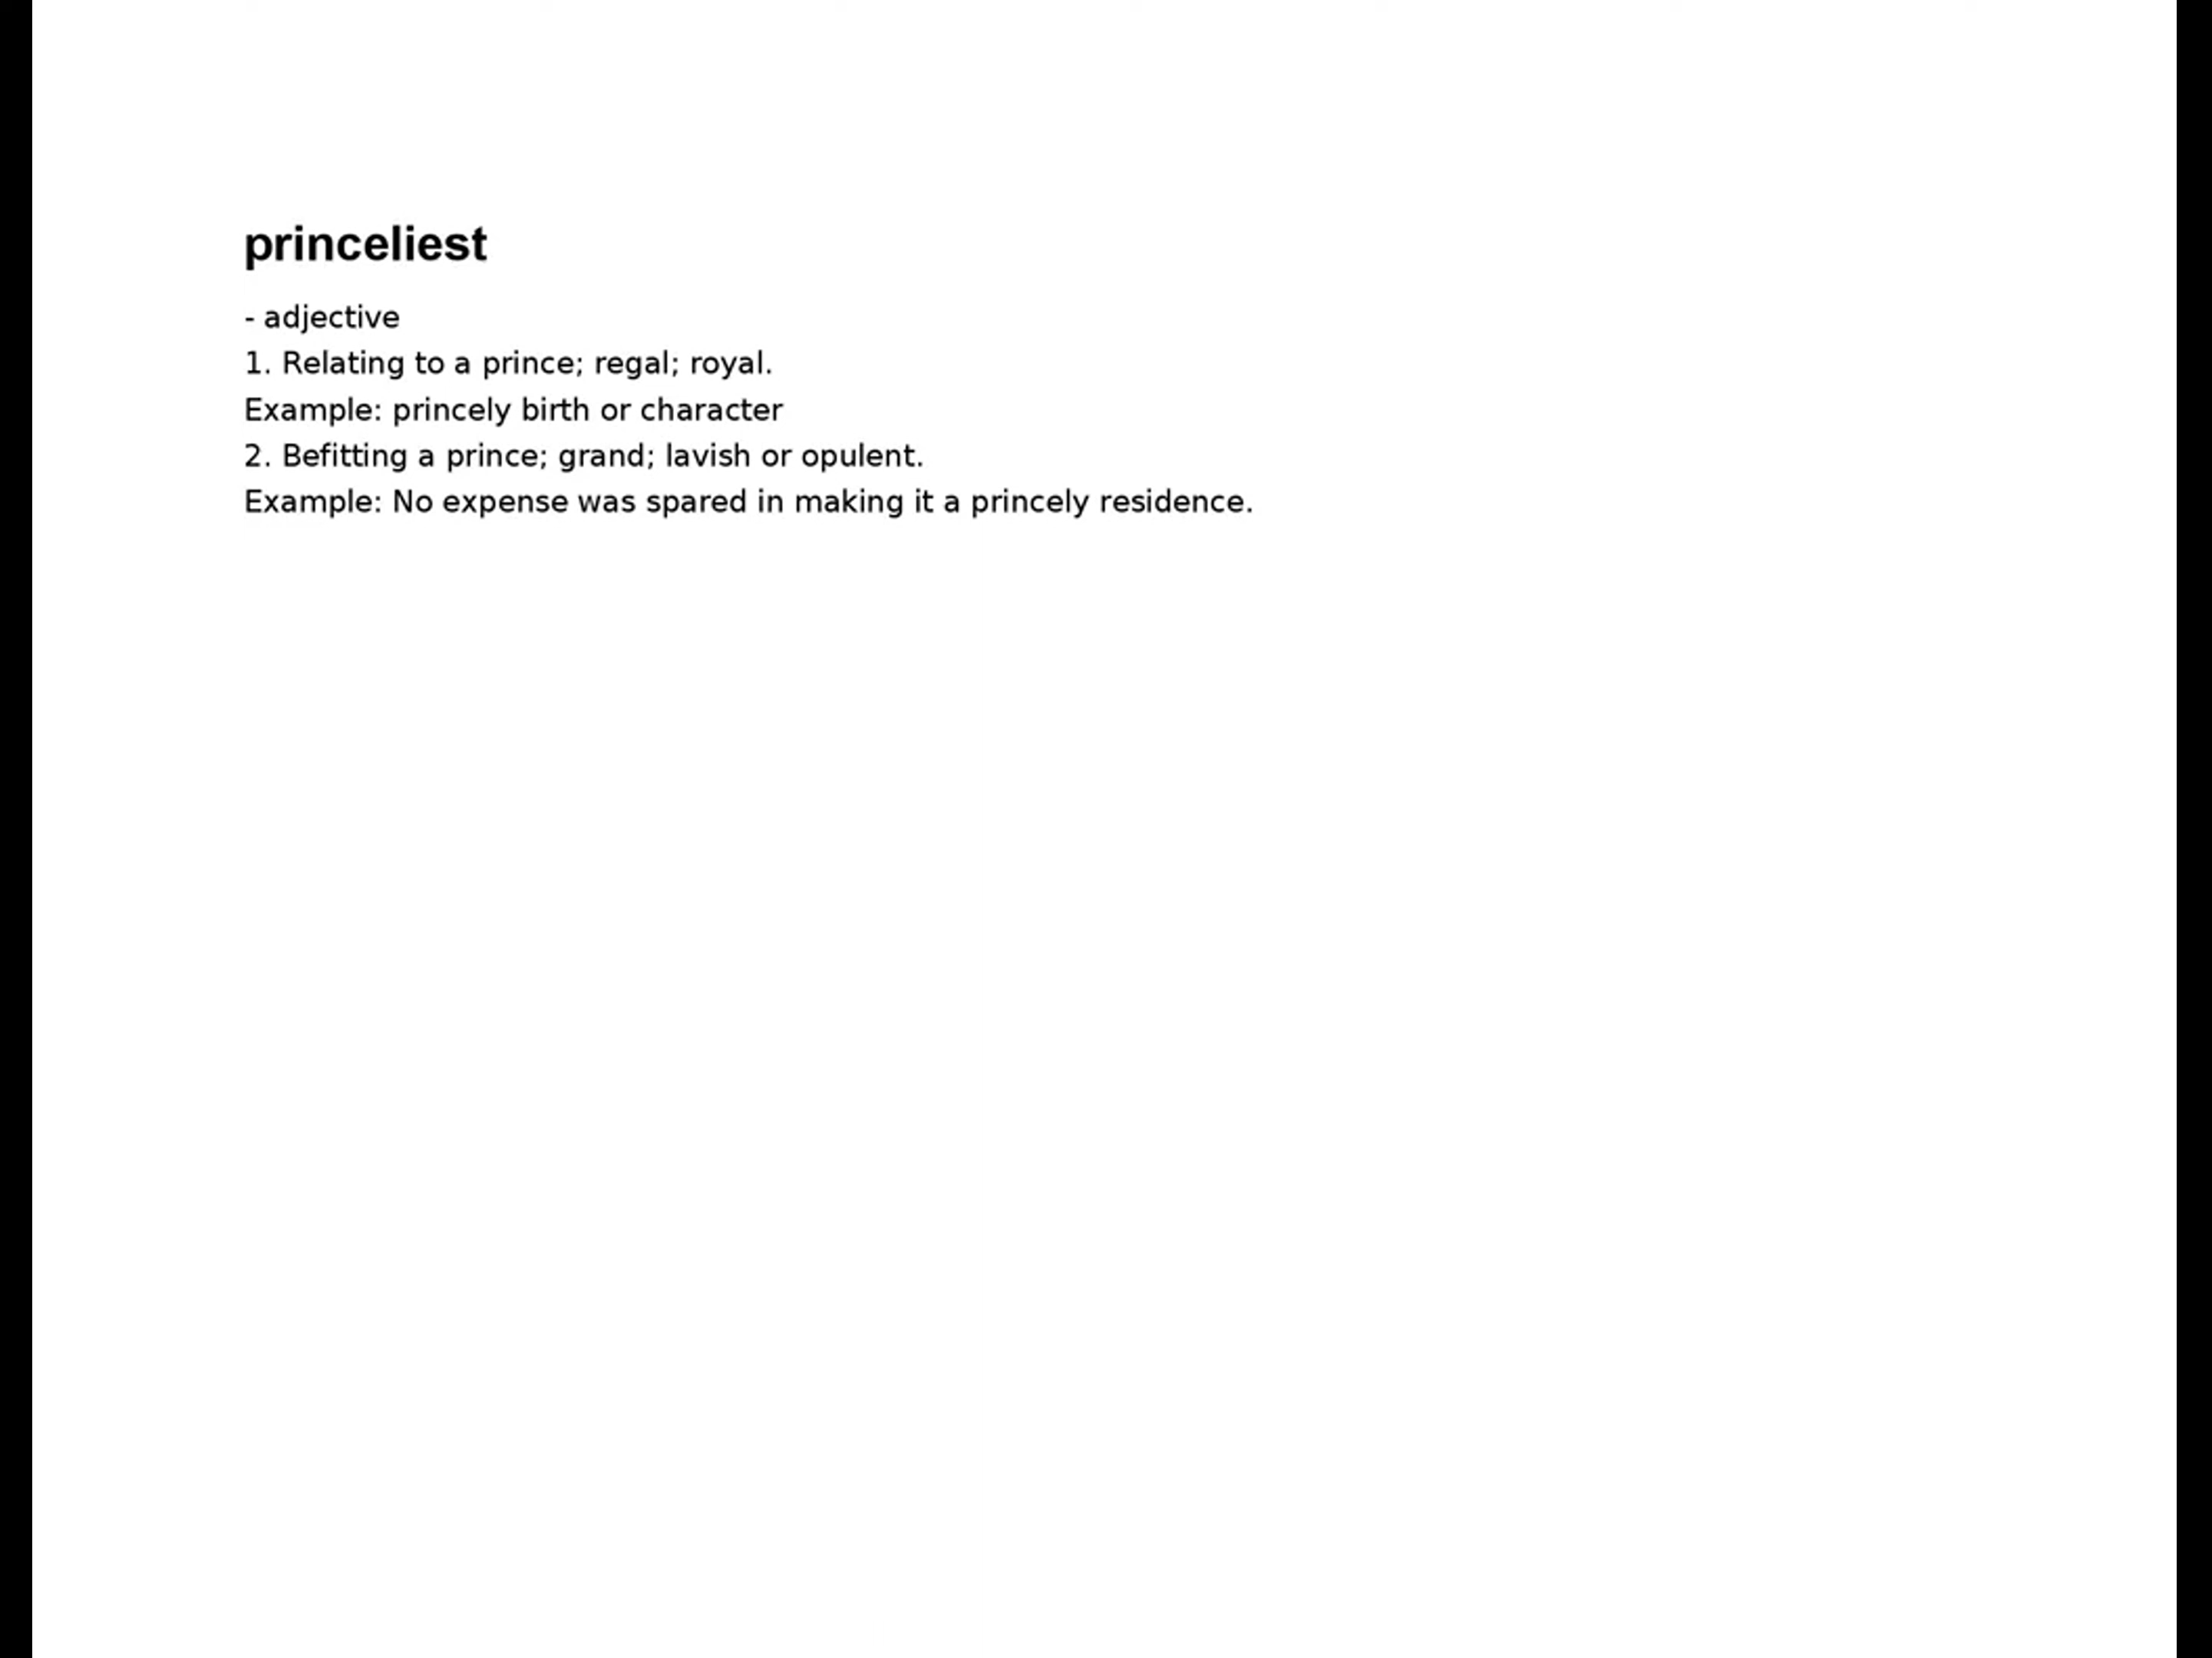 princeliest
- adjective
1. Relating to a prince; regal; royal.
Example: princely birth or character
2. Befitting a prince; grand; lavish or opulent.
Example: No expense was spared in making it a princely residence.